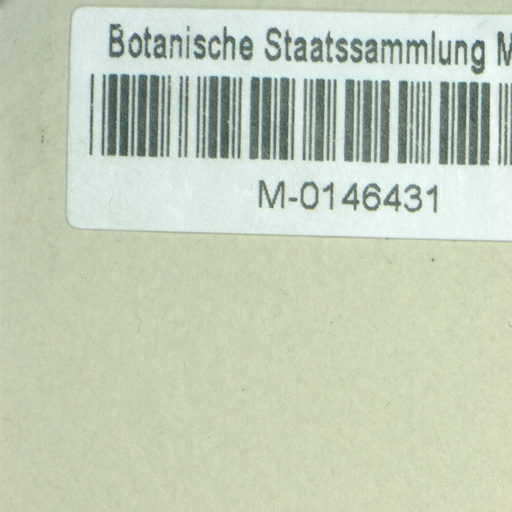 Botanische Staatssammlung M
M-0146431